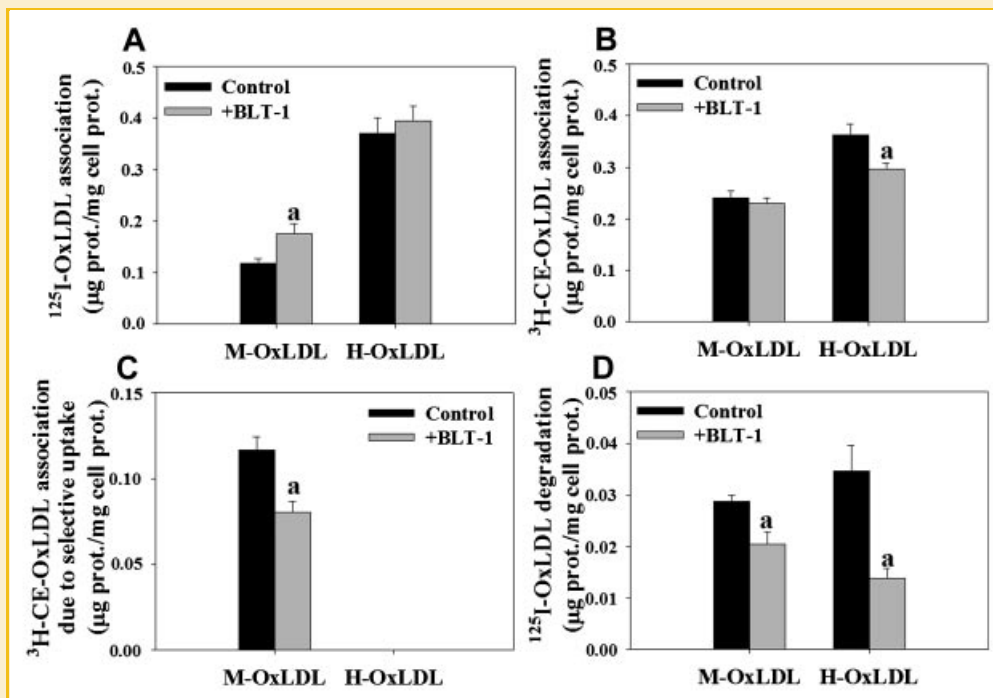 A
¹²⁵I-OxLDL association
(µg prot./mg cell prot.)
0.5
0.4
0.3
0.2
0.1
0.0
Control
+BLT-1
a
M-OxLDL H-OxLDL
B
³H-CE-OxLDL association
(µg prot./mg cell prot.)
0.5
0.4
0.3
0.2
0.1
0.0
Control
+BLT-1
a
M-OxLDL H-OxLDL
C
³H-CE-OxLDL association
due to selective uptake
(µg prot./mg cell prot.)
0.15
0.10
0.05
0.00
Control
+BLT-1
a
M-OxLDL H-OxLDL
D
¹²⁵I-OxLDL degradation
(µg prot./mg cell prot.)
0.05
0.04
0.03
0.02
0.01
0.00
Control
+BLT-1
a
a
M-OxLDL H-OxLDL